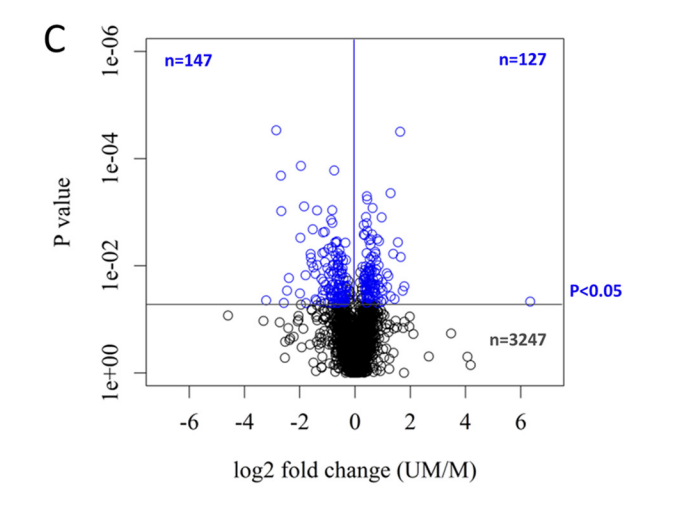 C
1e-06
n=147
n=127
1e-04
P value
1e-02
P<0.05
n=3247
1e+00
-6 -4 -2 0 2 4 6
log2 fold change (UM/M)